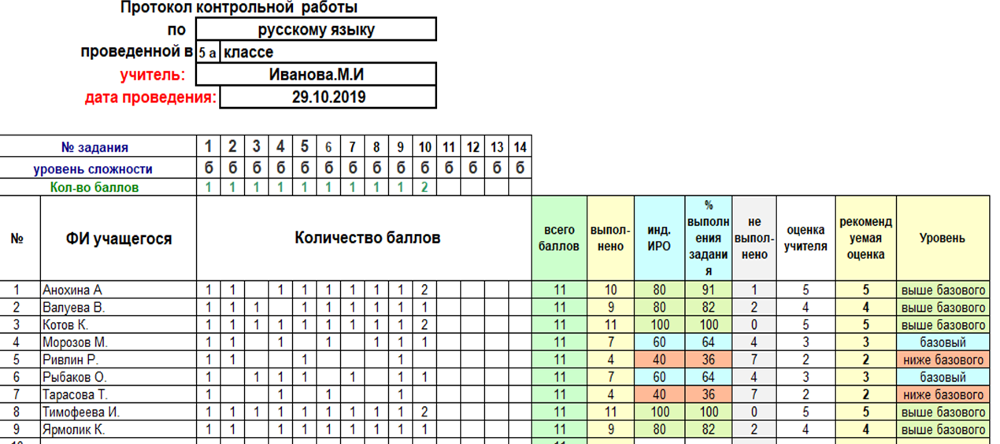 Протокол контрольной работы
по русскому языку
проведенной в 5 а классе
учитель: Иванова.М.И
дата проведения: 29.10.2019
№ задания 1 2 3 4 5 6 7 8 9 10 11 12 13 14
уровень сложности б б б б б б б б б б б б б б
Кол-во баллов 1 1 1 1 1 1 1 1 1 2
№ ФИ учащегося Количество баллов всего баллов выпол-нено инд. ИРО % выполнения задания не выпол-нено оценка учителя рекомендуемая оценка Уровень
1 Анохина А 1 1 1 1 1 1 1 1 2 11 10 80 91 1 5 5 выше базового
2 Валуева В. 1 1 1 1 1 1 1 1 1 11 9 80 82 2 4 4 выше базового
3 Котов К. 1 1 1 1 1 1 1 1 1 2 11 11 100 100 0 5 5 выше базового
4 Морозов М. 1 1 1 1 1 1 1 11 7 60 64 4 3 3 базовый
5 Ривлин Р. 1 1 1 1 11 4 40 36 7 2 2 ниже базового
6 Рыбаков О. 1 1 1 1 1 1 1 11 7 60 64 4 3 3 базовый
7 Тарасова Т. 1 1 1 1 11 4 40 36 7 2 2 ниже базового
8 Тимофеева И. 1 1 1 1 1 1 1 1 1 2 11 11 100 100 0 5 5 выше базового
9 Ярмолик К. 1 1 1 1 1 1 1 1 1 11 9 80 82 2 4 4 выше базового